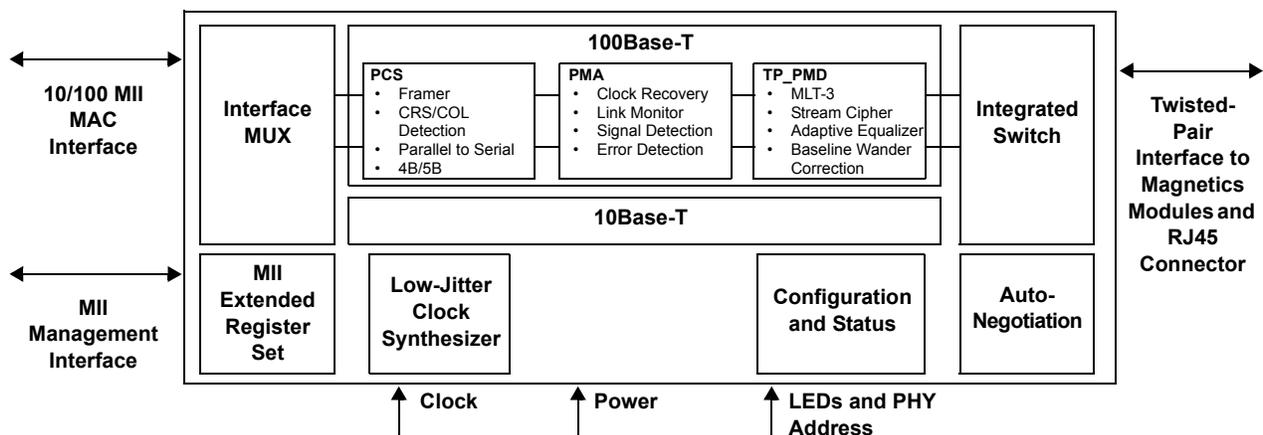 10/100 MII
MAC
Interface
MII
Management
Interface
Interface
MUX
100Base-T
PCS
• Framer
• CRS/COL
Detection
• Parallel to Serial
• 4B/5B
PMA
• Clock Recovery
• Link Monitor
• Signal Detection
• Error Detection
TP_PMD
• MLT-3
• Stream Cipher
• Adaptive Equalizer
• Baseline Wander
Correction
Integrated
Switch
10Base-T
MII
Extended
Register
Set
Low-Jitter
Clock
Synthesizer
Configuration
and Status
Auto-
Negotiation
Twisted-
Pair
Interface to
Magnetics
Modules and
RJ45
Connector
Clock
Power
LEDs and PHY
Address